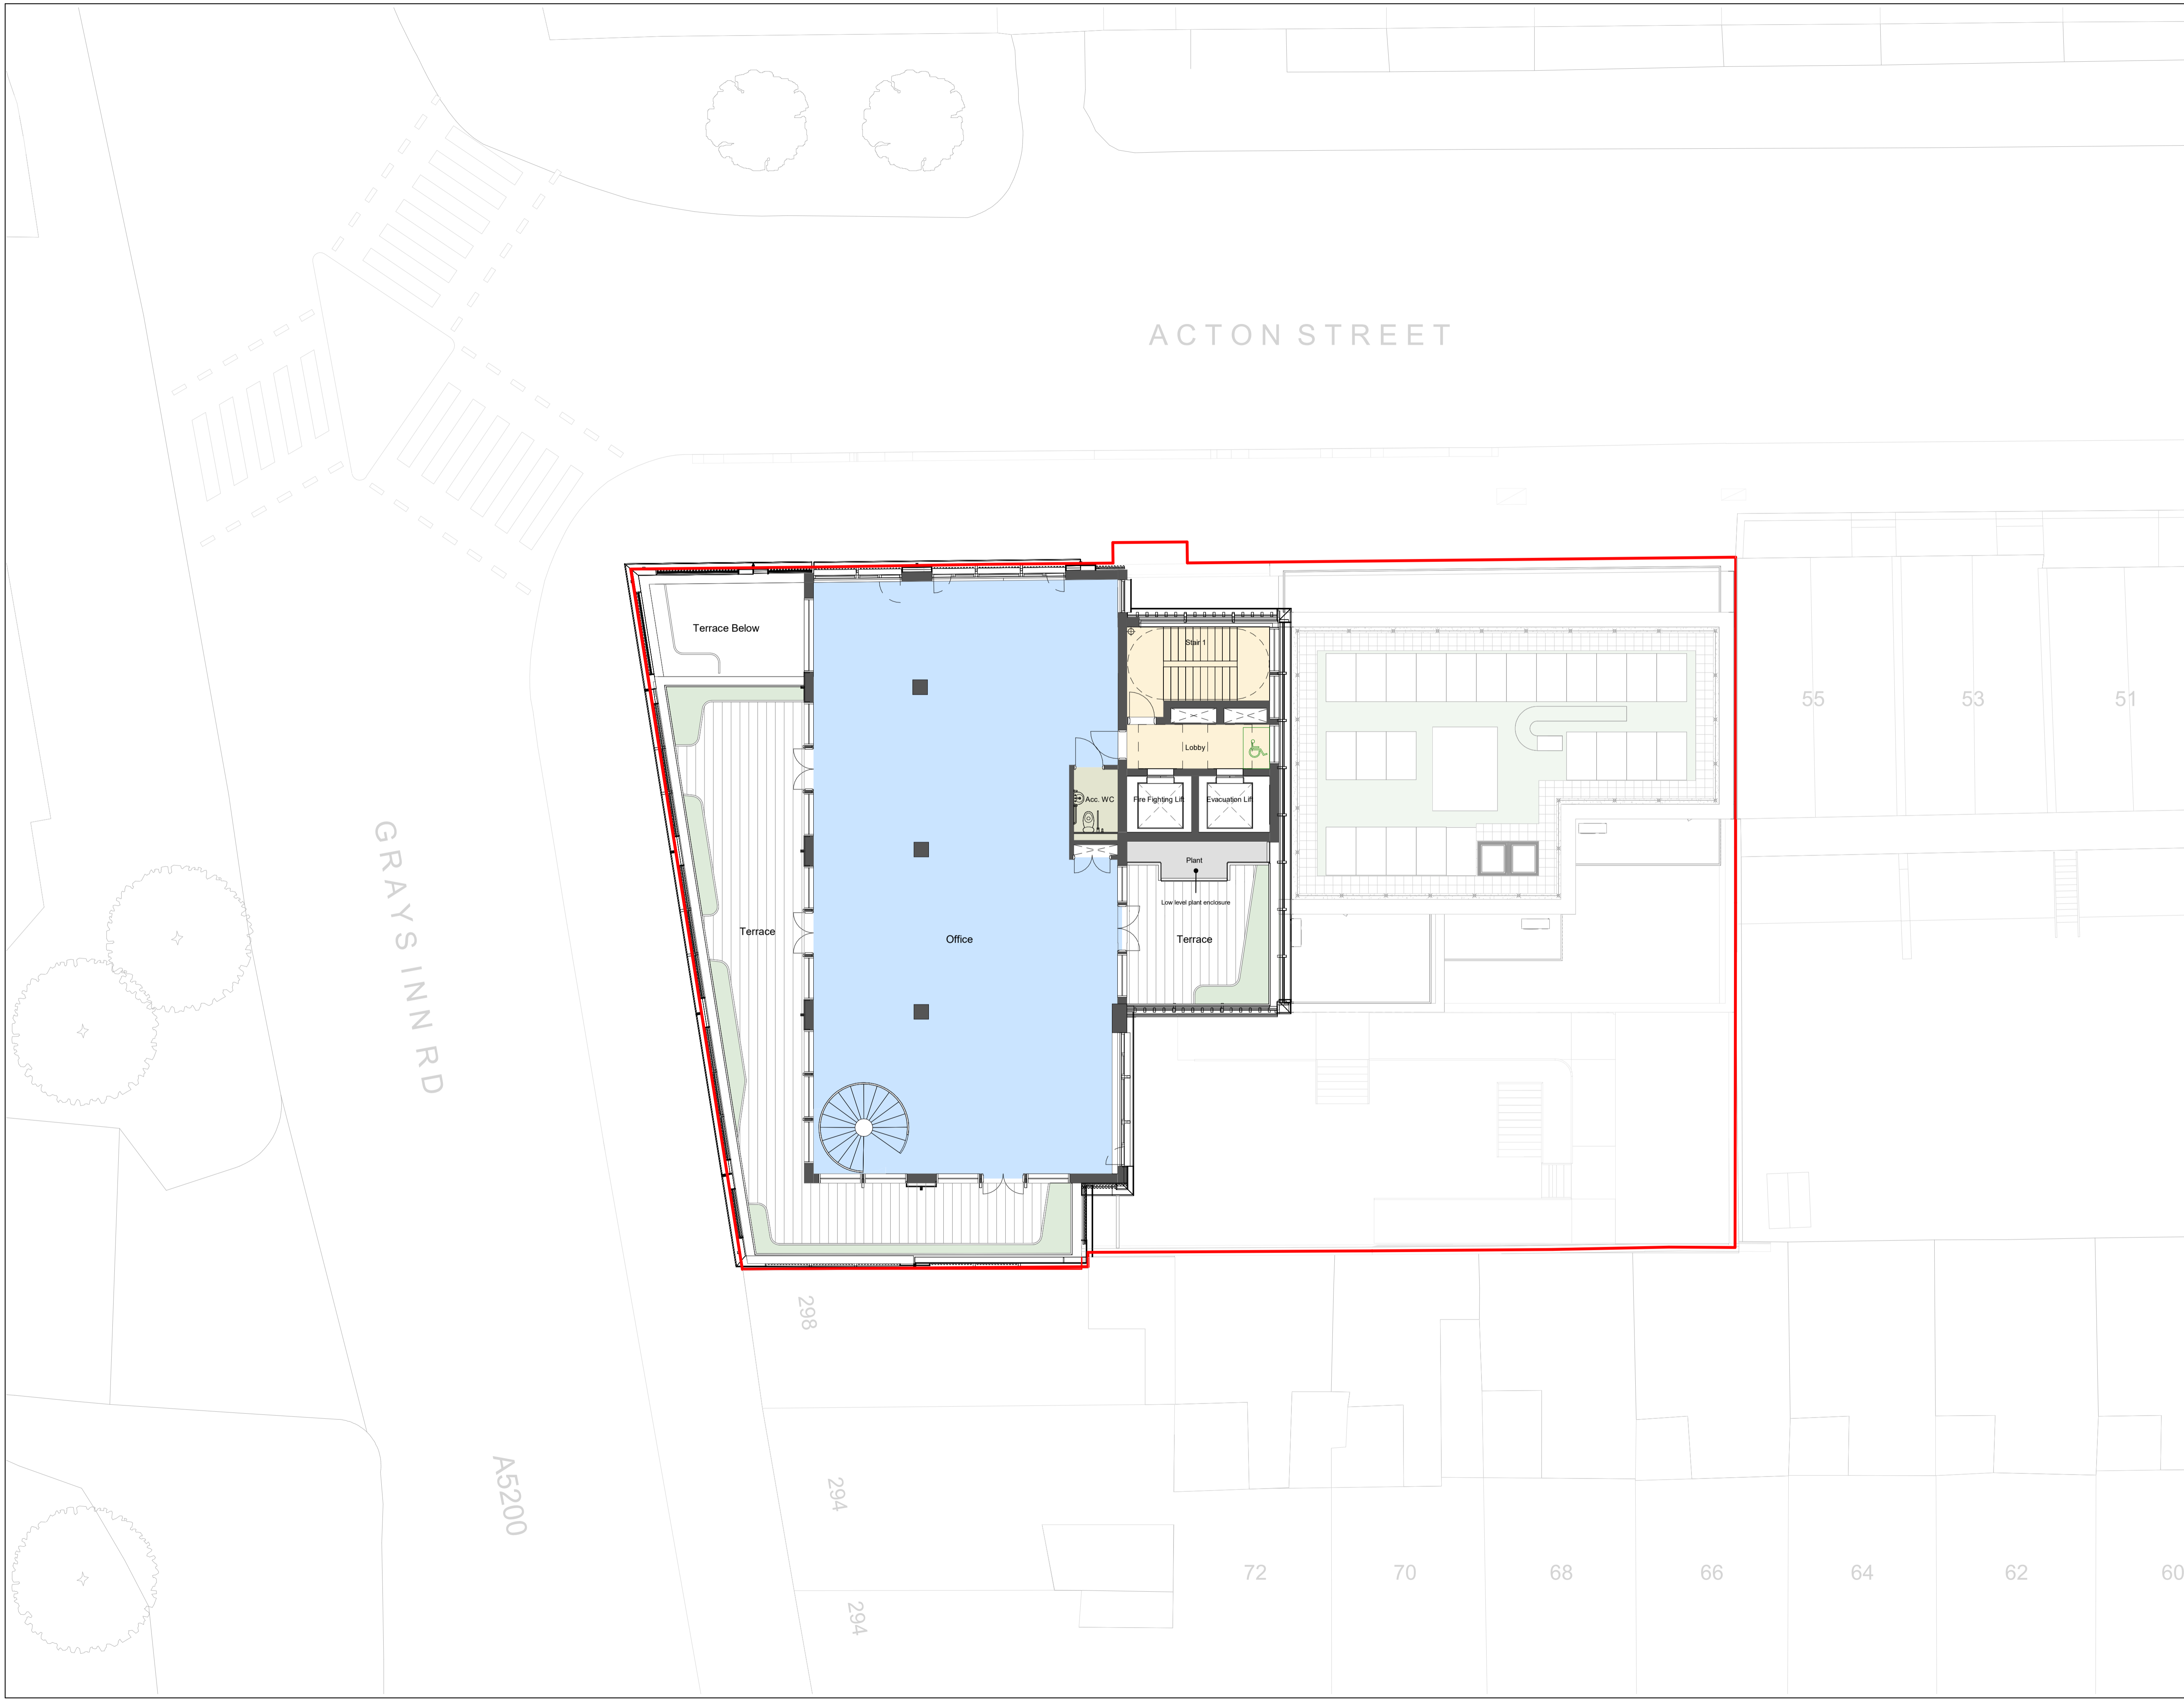 ACTON STREET
Terrace Below
Stair 1
55
53
51
Lobby
Acc. WC
Fire Fighting Lift
Evacuation Lift
GRAYS INN RD
Plant
Low level plant enclosure
Terrace
Office
Terrace
298
294
A5200
294
72
70
68
66
64
62
60